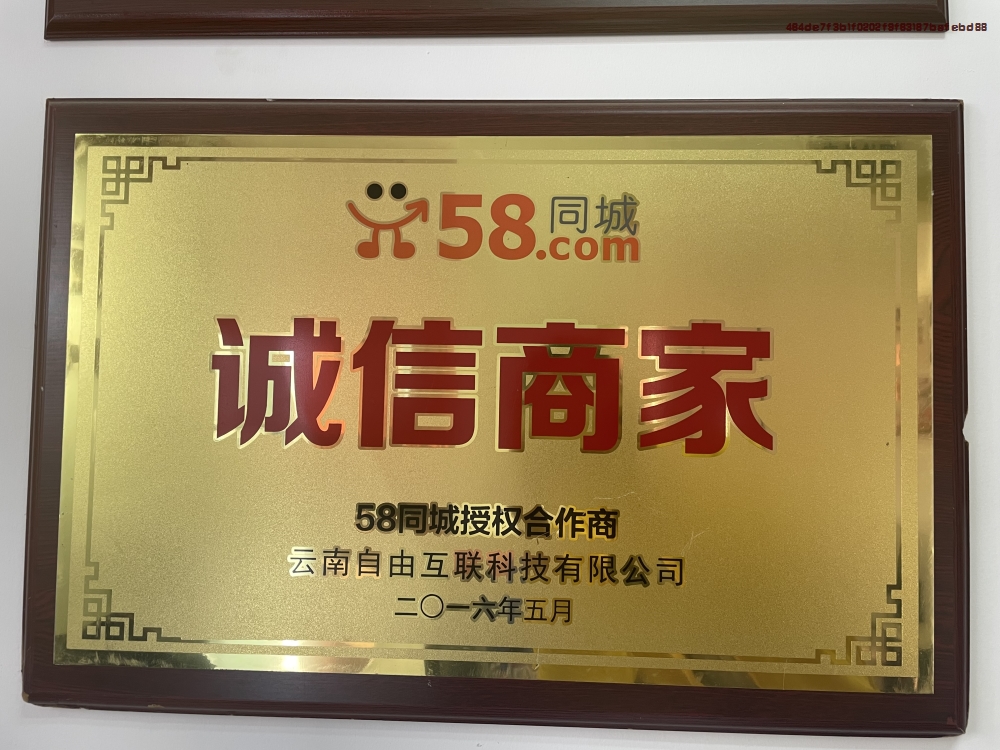 58同城
.com
诚信商家
58同城授权合作商
云南自由互联科技有限公司
二〇一六年五月